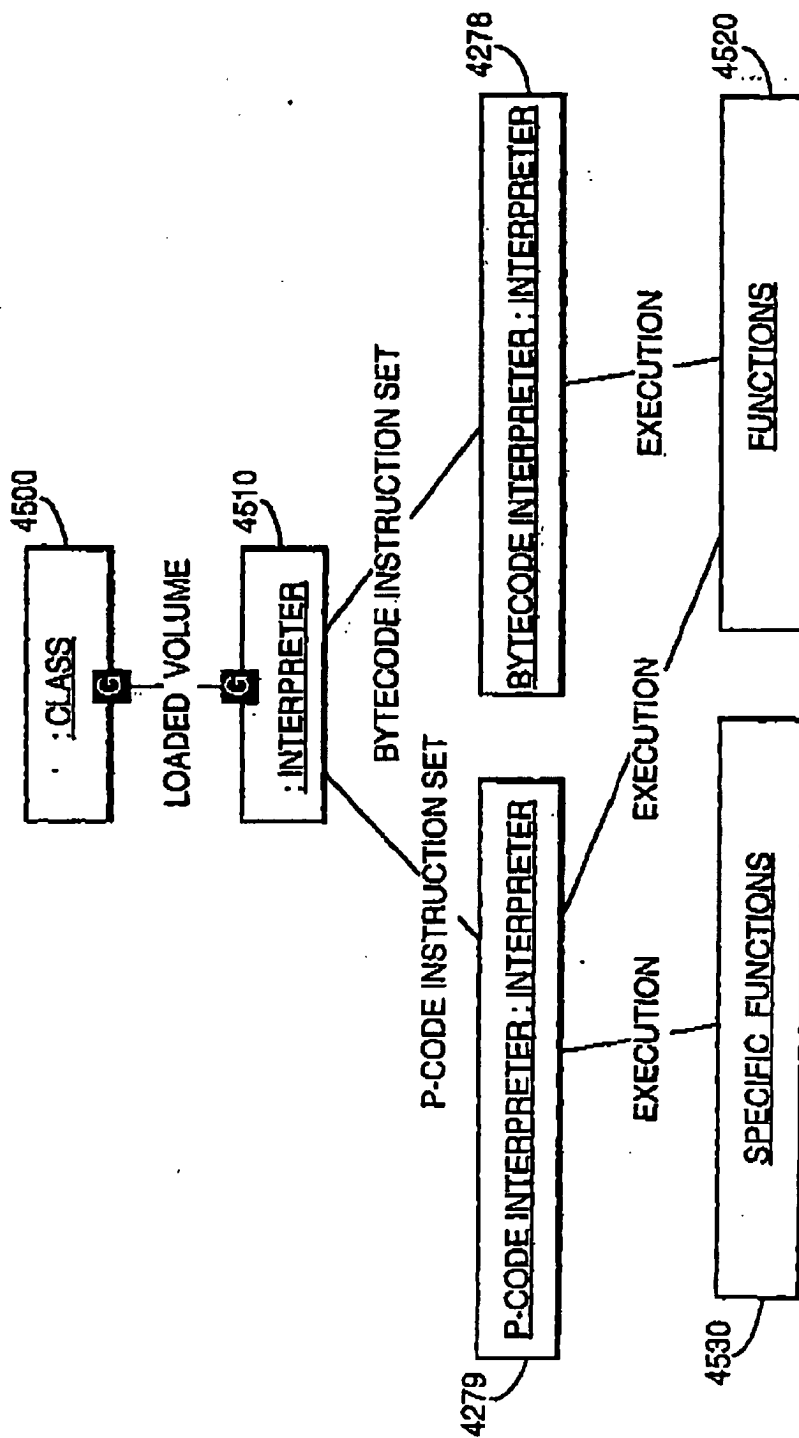 4500
: CLASS
G
LOADED VOLUME
G
4510
: INTERPRETER
P-CODE INSTRUCTION SET
BYTECODE INSTRUCTION SET
4279
P-CODE INTERPRETER : INTERPRETER
4278
BYTECODE INTERPRETER : INTERPRETER
EXECUTION
EXECUTION
EXECUTION
4530
SPECIFIC FUNCTIONS
4520
FUNCTIONS